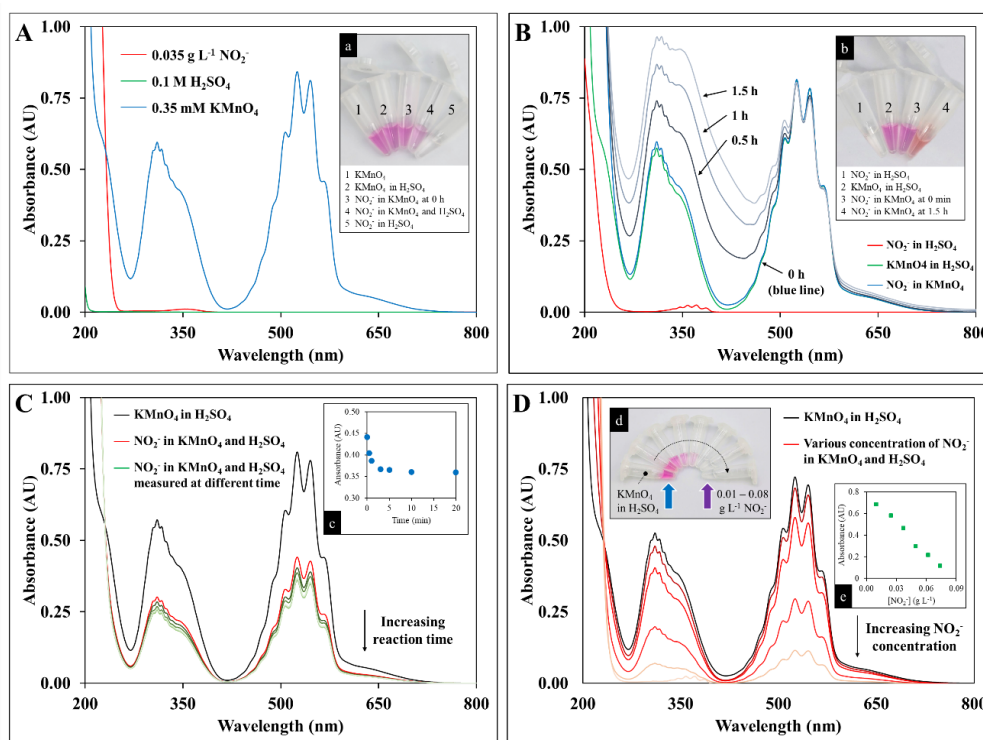 A
1.00
0.75
0.50
0.25
0.00
Absorbance (AU)
200 350 500 650 800
Wavelength (nm)
0.035 g L⁻¹ NO₂⁻
0.1 M H₂SO₄
0.35 mM KMnO₄
a
1 2 3 4 5
1 KMnO₄
2 KMnO₄ in H₂SO₄
3 NO₂⁻ in KMnO₄ at 0 h
4 NO₂⁻ in KMnO₄ and H₂SO₄
5 NO₂⁻ in H₂SO₄
B
1.00
0.75
0.50
0.25
0.00
Absorbance (AU)
200 350 500 650 800
Wavelength (nm)
1.5 h
1 h
0.5 h
0 h
(blue line)
b
1 2 3 4
1 NO₂⁻ in H₂SO₄
2 KMnO₄ in H₂SO₄
3 NO₂⁻ in KMnO₄ at 0 min
4 NO₂⁻ in KMnO₄ at 1.5 h
NO₂⁻ in H₂SO₄
KMnO4 in H₂SO₄
NO₂⁻ in KMnO₄
C
1.00
0.75
0.50
0.25
0.00
Absorbance (AU)
200 350 500 650 800
Wavelength (nm)
KMnO₄ in H₂SO₄
NO₂⁻ in KMnO₄ and H₂SO₄
NO₂⁻ in KMnO₄ and H₂SO₄
measured at different time
0.50
0.45
0.40
0.35
0.30
Absorbance (AU)
0 5 10 15 20
Time (min)
c
Increasing
reaction time
D
1.00
0.75
0.50
0.25
0.00
Absorbance (AU)
200 350 500 650 800
Wavelength (nm)
KMnO₄ in H₂SO₄
Various concentration of NO₂⁻
in KMnO₄ and H₂SO₄
d
KMnO₄
in H₂SO₄
0.01 – 0.08
g L⁻¹ NO₂⁻
0.8
0.6
0.4
0.2
0
Absorbance (AU)
0.00 0.03 0.06 0.09
[NO₂⁻] (g L⁻¹)
e
Increasing NO₂⁻
concentration